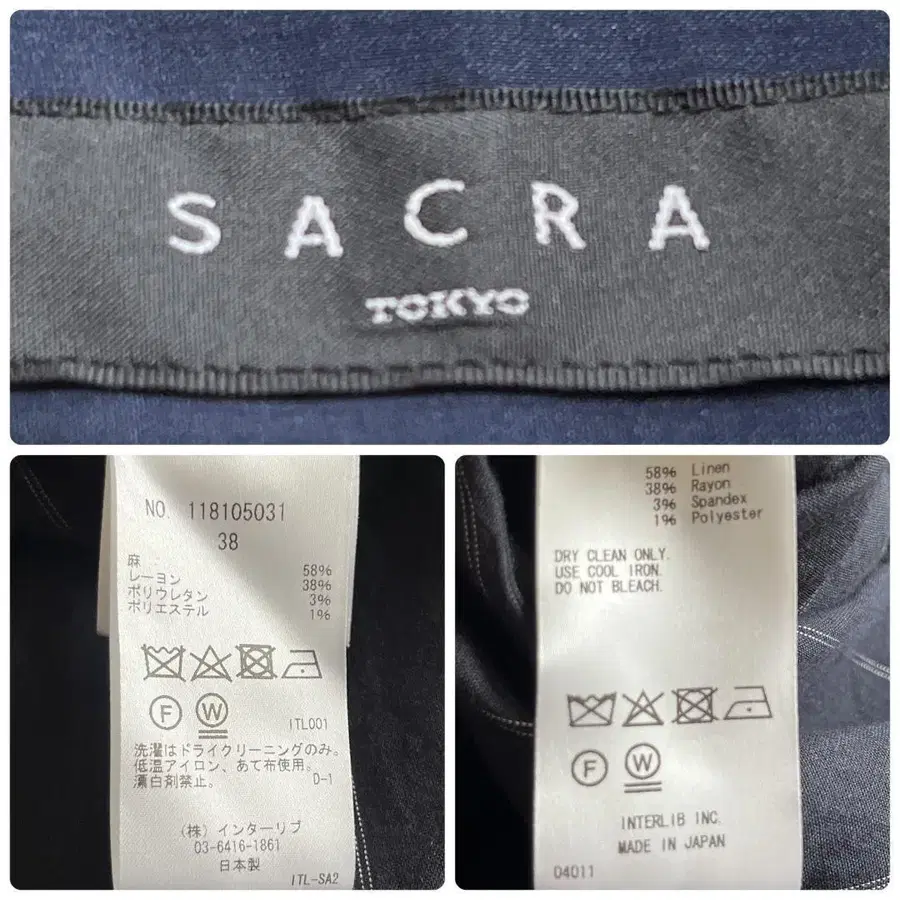 SACRA
TOKYO
NO. 118105031
38
麻 58%
レーヨン 38%
ポリウレタン 3%
ポリエステル 1%
F W
ITL001
洗濯はドライクリーニングのみ。
低温アイロン、あて布使用。
漂白剤禁止。 D-1
(株) インターリブ
03-6416-1861
日本製
ITL-SA2
58% Linen
38% Rayon
3% Spandex
1% Polyester
DRY CLEAN ONLY.
USE COOL IRON.
DO NOT BLEACH.
F W
INTERLIB INC.
MADE IN JAPAN
04011